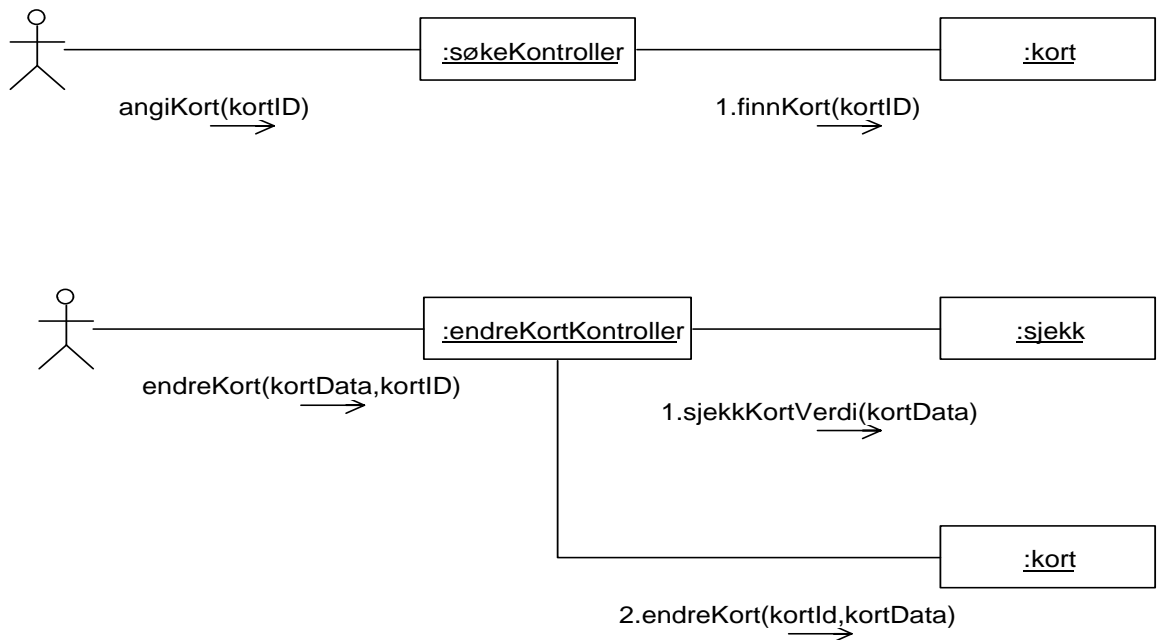 :søkeKontroller
:kort
angiKort(kortID)
1.finnKort(kortID)
:endreKortKontroller
:sjekk
endreKort(kortData,kortID)
1.sjekkKortVerdi(kortData)
:kort
2.endreKort(kortId,kortData)